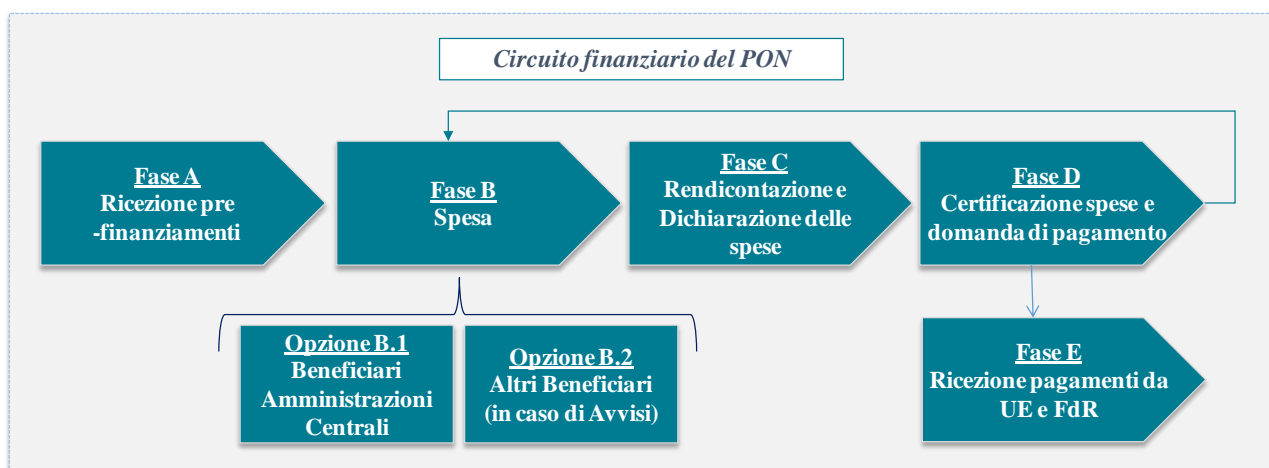 Circuito finanziario del PON
Fase A
Ricezione pre
-finanziamenti
Fase B
Spesa
Fase C
Rendicontazione e
Dichiarazione delle
spese
Fase D
Certificazione spese e
domanda di pagamento
Opzione B.1
Beneficiari
Amministrazioni
Centrali
Opzione B.2
Altri Beneficiari
(in caso di Avvisi)
Fase E
Ricezione pagamenti da
UE e FdR